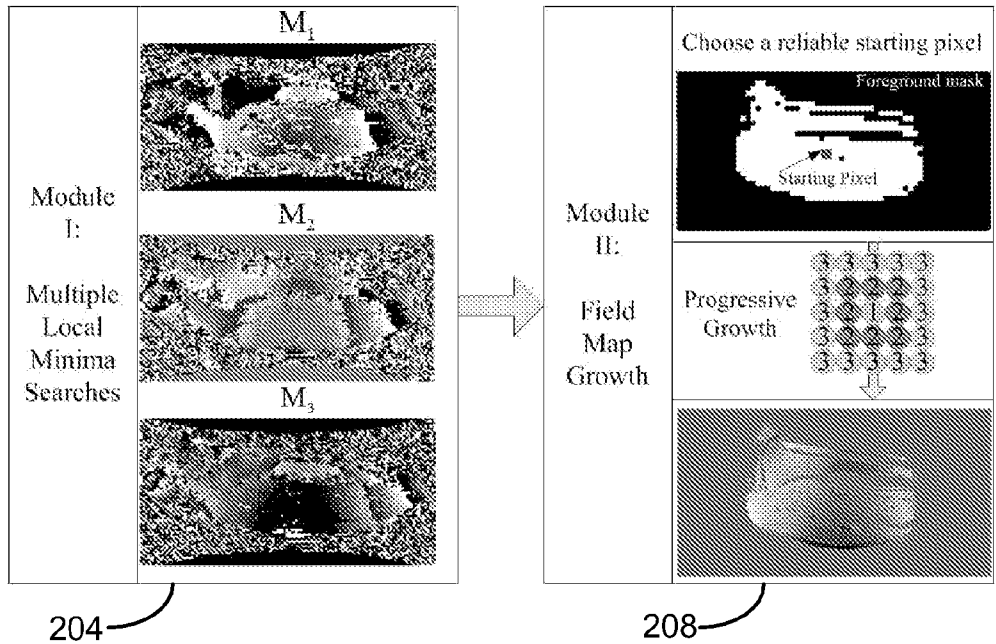 Module
I:
Multiple
Local
Minima
Searches
M₁
M₂
M₃
204
Module
II:
Field
Map
Growth
Choose a reliable starting pixel
Foreground mask
Starting Pixel
Progressive
Growth
3 3 3 3 3
3 2 2 2 3
3 2 1 2 3
3 2 2 2 3
3 3 3 3 3
208